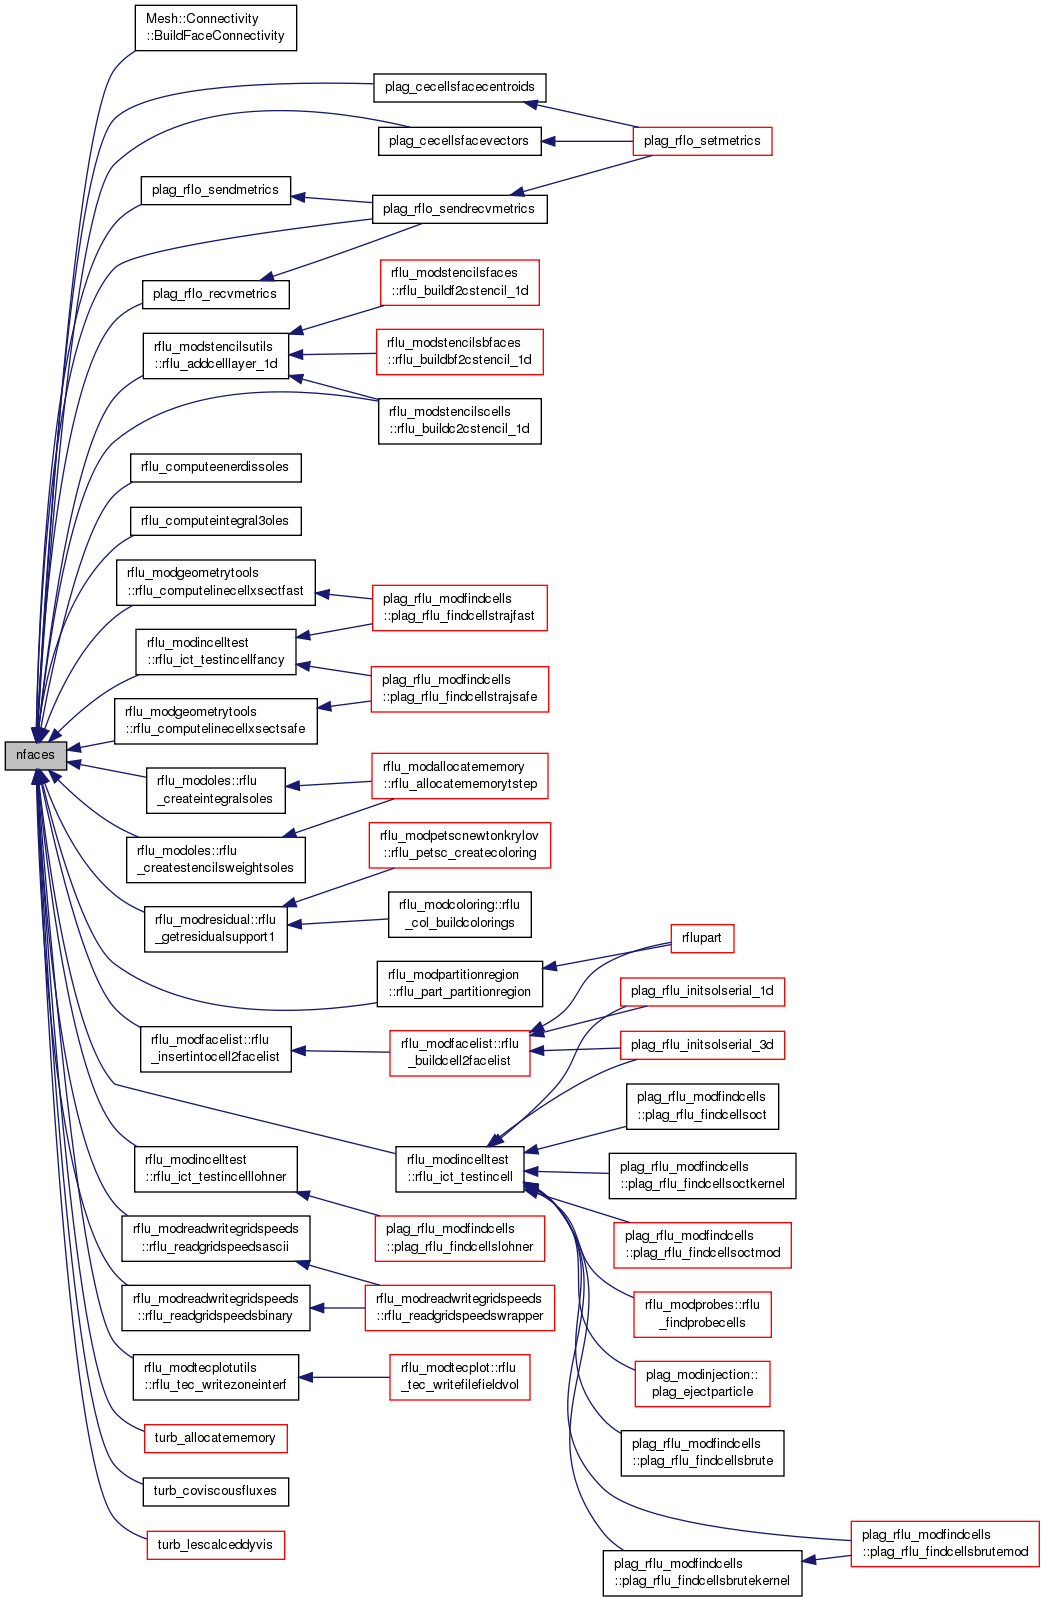 Mesh::Connectivity
::BuildFaceConnectivity
plag_cecellsfacecentroids
plag_cecellsfacevectors
plag_rflo_setmetrics
plag_rflo_sendmetrics
plag_rflo_sendrecvmetrics
plag_rflo_recvmetrics
rflu_modstencilsfaces
::rflu_buildf2cstencil_1d
rflu_modstencilsutils
::rflu_addcelllayer_1d
rflu_modstencilsbfaces
::rflu_buildbf2cstencil_1d
rflu_modstencilscells
::rflu_buildc2cstencil_1d
rflu_computeenerdissoles
rflu_computeintegral3oles
rflu_modgeometrytools
::rflu_computelinecellxsectfast
plag_rflu_modfindcells
::plag_rflu_findcellstrajfast
rflu_modincelltest
::rflu_ict_testincellfancy
plag_rflu_modfindcells
::plag_rflu_findcellstrajsafe
rflu_modgeometrytools
::rflu_computelinecellxsectsafe
nfaces
rflu_modoles::rflu
_createintegralsoles
rflu_modallocatememory
::rflu_allocatememorytstep
rflu_modoles::rflu
_createstencilsweightsoles
rflu_modpetscnewtonkrylov
::rflu_petsc_createcoloring
rflu_modresidual::rflu
_getresidualsupport1
rflu_modcoloring::rflu
_col_buildcolorings
rflupart
rflu_modpartitionregion
::rflu_part_partitionregion
plag_rflu_initsolserial_1d
rflu_modfacelist::rflu
_insertintocell2facelist
rflu_modfacelist::rflu
_buildcell2facelist
plag_rflu_initsolserial_3d
plag_rflu_modfindcells
::plag_rflu_findcellsoct
rflu_modincelltest
::rflu_ict_testincelllohner
rflu_modincelltest
::rflu_ict_testincell
plag_rflu_modfindcells
::plag_rflu_findcellsoctkernel
rflu_modreadwritegridspeeds
::rflu_readgridspeedsascii
plag_rflu_modfindcells
::plag_rflu_findcellslohner
plag_rflu_modfindcells
::plag_rflu_findcellsoctmod
rflu_modreadwritegridspeeds
::rflu_readgridspeedsbinary
rflu_modreadwritegridspeeds
::rflu_readgridspeedswrapper
rflu_modprobes::rflu
_findprobecells
rflu_modtecplotutils
::rflu_tec_writezoneinterf
rflu_modtecplot::rflu
_tec_writefilefieldvol
plag_modinjection::
plag_ejectparticle
turb_allocatememory
plag_rflu_modfindcells
::plag_rflu_findcellsbrute
turb_coviscousfluxes
turb_lescalceddyvis
plag_rflu_modfindcells
::plag_rflu_findcellsbrutemod
plag_rflu_modfindcells
::plag_rflu_findcellsbrutekernel